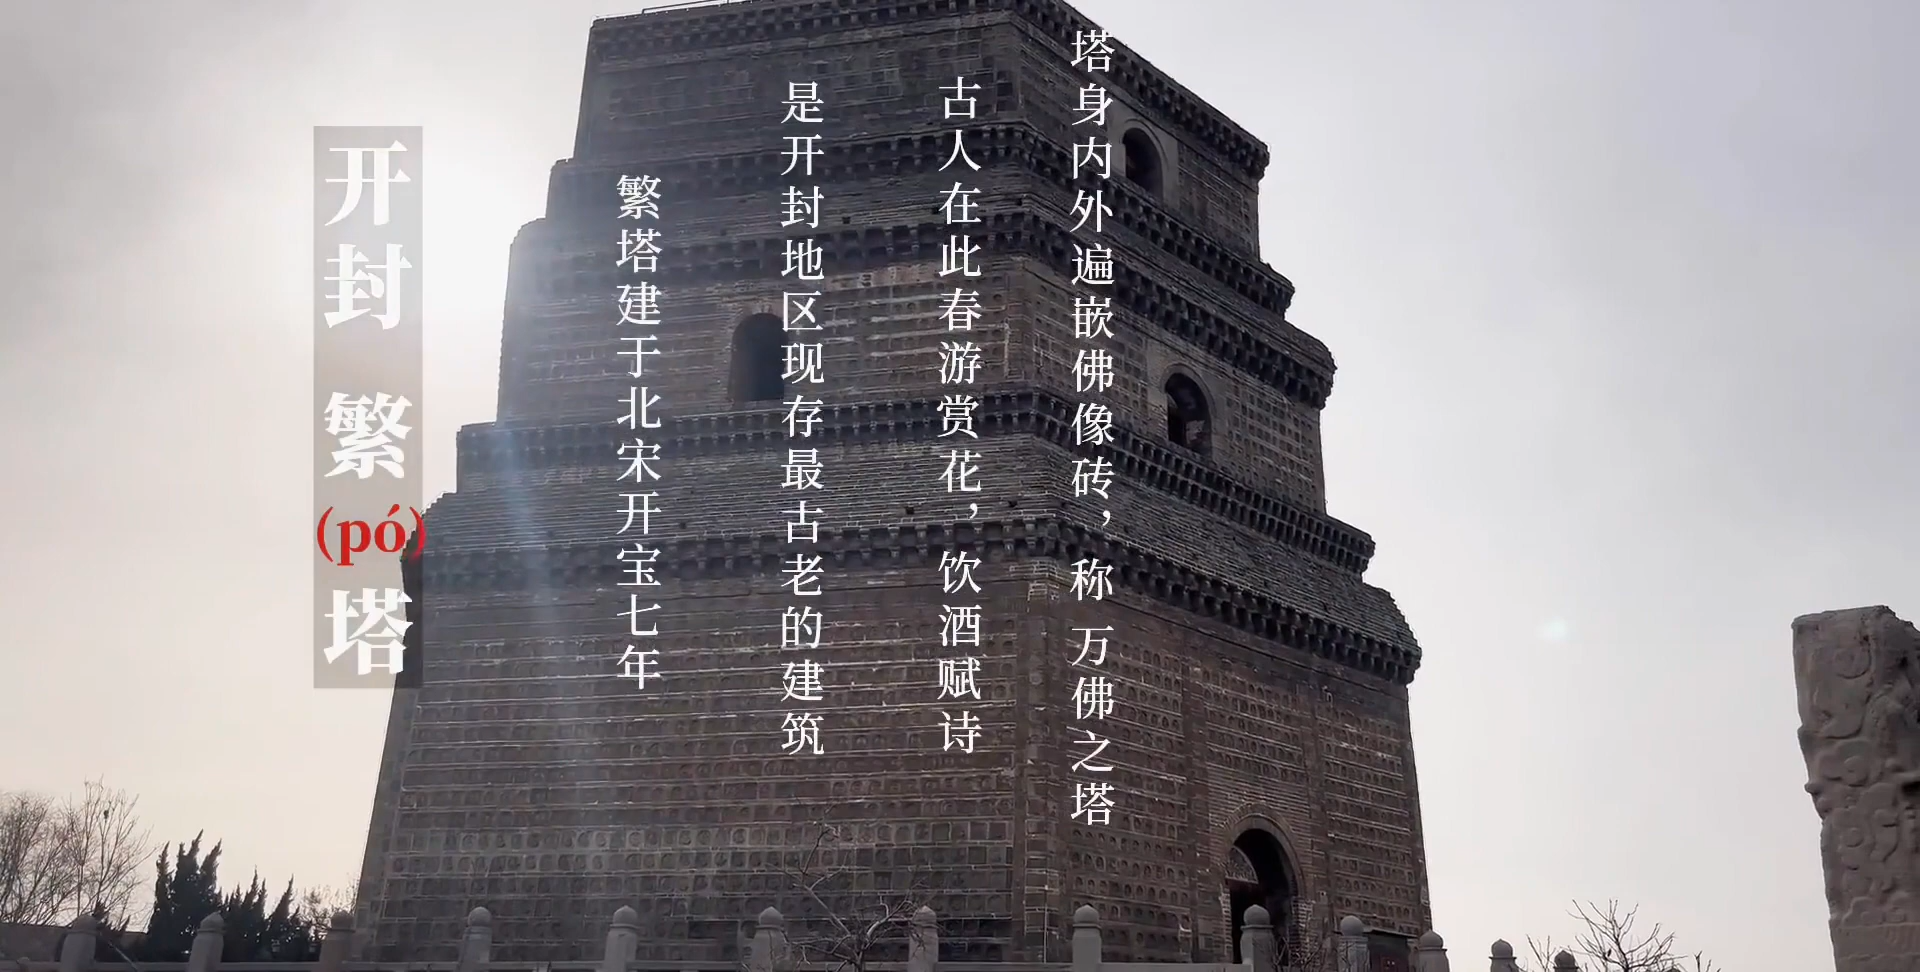 开封 繁(pó)塔
繁塔建于北宋开宝七年
是开封地区现存最古老的建筑
古人在此春游赏花，饮酒赋诗
塔身内外遍嵌佛像砖，称 万佛之塔